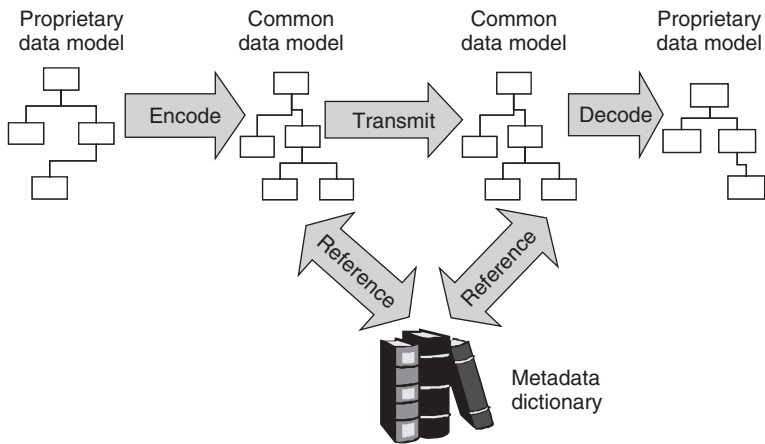 Proprietary
data model
Common
data model
Common
data model
Proprietary
data model
Encode
Transmit
Decode
Reference
Reference
Metadata
dictionary